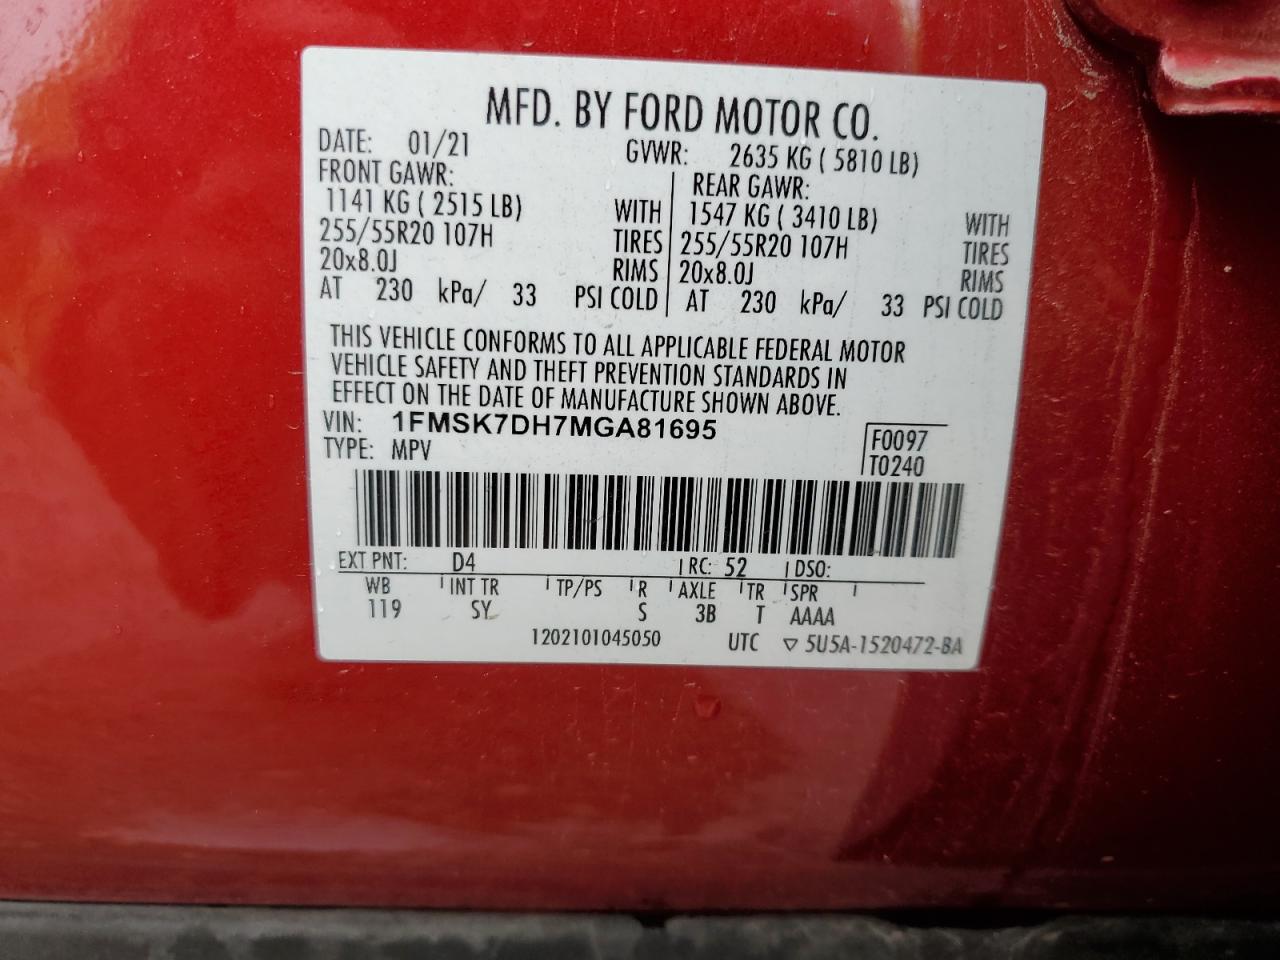 MFD. BY FORD MOTOR CO.
DATE: 01/21 GVWR: 2635 KG ( 5810 LB)
FRONT GAWR: REAR GAWR:
1141 KG ( 2515 LB) WITH 1547 KG ( 3410 LB) WITH
255/55R20 107H TIRES 255/55R20 107H TIRES
20x8.0J RIMS 20x8.0J RIMS
AT 230 kPa/ 33 PSI COLD AT 230 kPa/ 33 PSI COLD
THIS VEHICLE CONFORMS TO ALL APPLICABLE FEDERAL MOTOR
VEHICLE SAFETY AND THEFT PREVENTION STANDARDS IN
EFFECT ON THE DATE OF MANUFACTURE SHOWN ABOVE.
VIN: 1FMSK7DH7MGA81695 F0097
TYPE: MPV T0240
EXT PNT: D4 RC: 52 DSO:
WB INT TR TP/PS R AXLE TR SPR
119 SY S 3B T AAAA
1202101045050 UTC ▽ 5U5A-1520472-BA